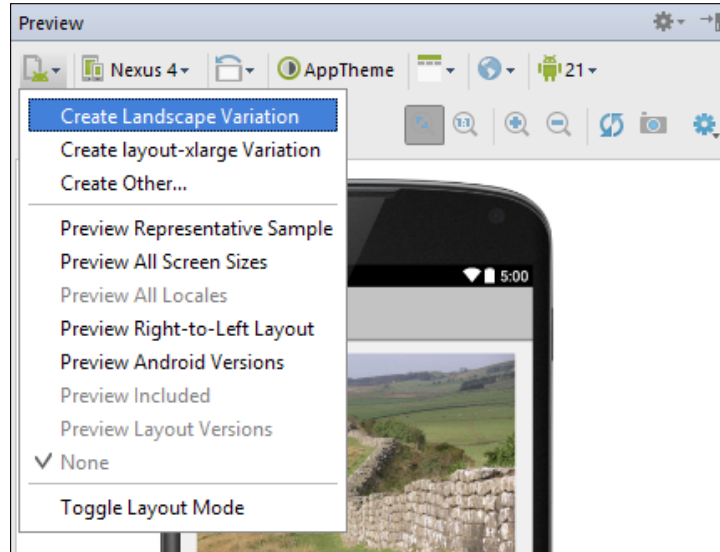 Preview
Nexus 4 AppTheme 21
Create Landscape Variation
1:1
Create layout-xlarge Variation
Create Other...
Preview Representative Sample
Preview All Screen Sizes
5:00
Preview All Locales
Preview Right-to-Left Layout
Preview Android Versions
Preview Included
Preview Layout Versions
None
Toggle Layout Mode